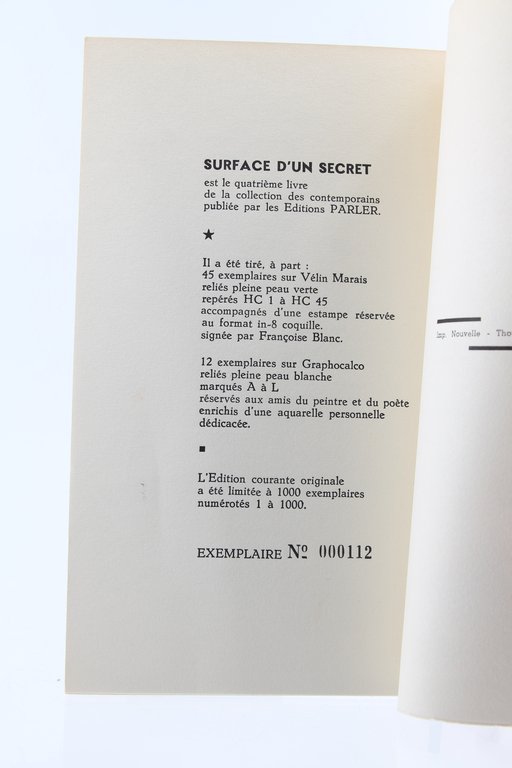 SURFACE D'UN SECRET
est le quatrième livre
de la collection des contemporains
publiée par les Editions PARLER.
★
Il a été tiré, à part :
45 exemplaires sur Vélin Marais
reliés pleine peau verte
repérés HC 1 à HC 45
accompagnés d'une estampe réservée
au format in-8 coquille.
signée par Françoise Blanc.
12 exemplaires sur Graphocalco
reliés pleine peau blanche
marqués A à L
réservés aux amis du peintre et du poète
enrichis d'une aquarelle personnelle
dédicacée.
■
L'Edition courante originale
a été limitée à 1000 exemplaires
numérotés 1 à 1000.
EXEMPLAIRE Nº 000112
Imp. Nouvelle - Tho